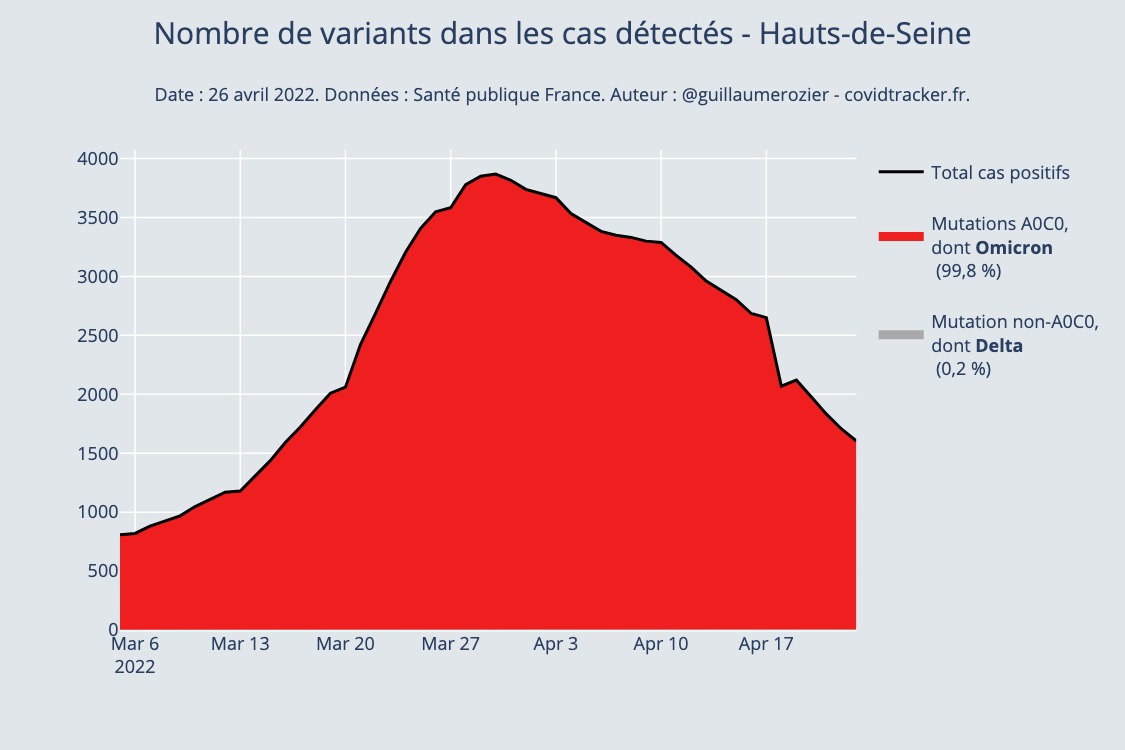 Nombre de variants dans les cas détectés - Hauts-de-Seine
Date : 26 avril 2022. Données : Santé publique France. Auteur : @guillaumerozier - covidtracker.fr.
4000
3500
3000
2500
2000
1500
1000
500
0
Mar 6
2022
Mar 13
Mar 20
Mar 27
Apr 3
Apr 10
Apr 17
Total cas positifs
Mutations A0C0,
dont Omicron
(99,8 %)
Mutation non-A0C0,
dont Delta
(0,2 %)